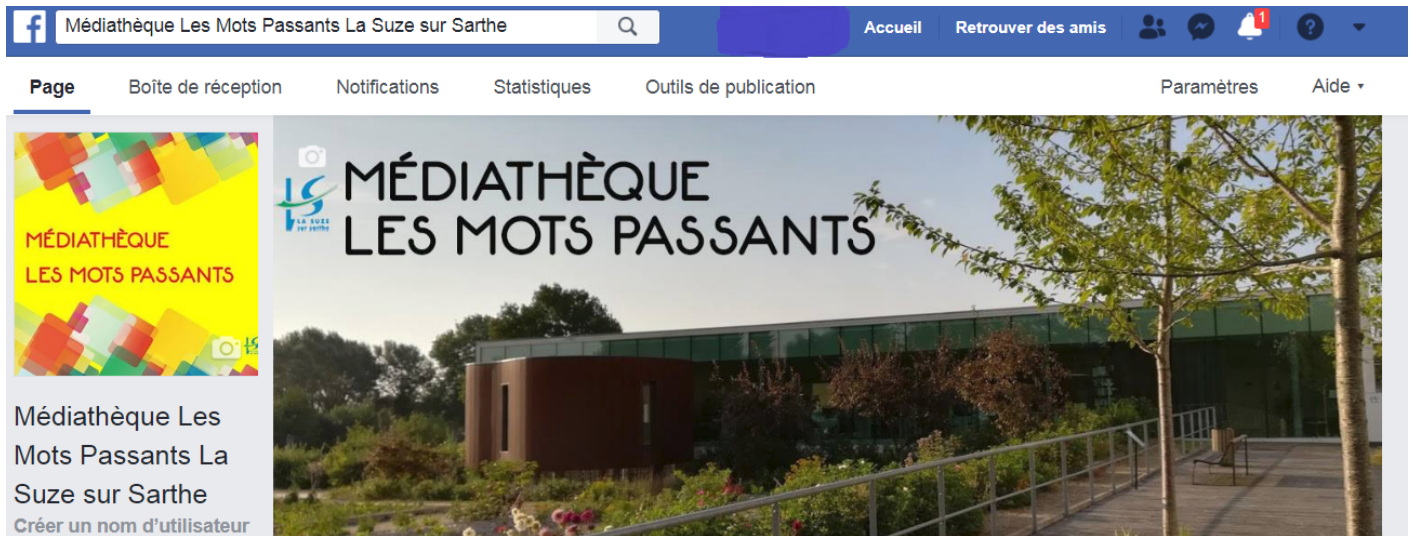 f
Médiathèque Les Mots Passants La Suze sur Sarthe
Accueil
Retrouver des amis
1
?
Page
Boîte de réception
Notifications
Statistiques
Outils de publication
Paramètres
Aide
MÉDIATHÈQUE
LES MOTS PASSANTS
LS
LA SUZE
sur sarthe
MÉDIATHÈQUE
LES MOTS PASSANTS
Médiathèque Les
Mots Passants La
Suze sur Sarthe
Créer un nom d'utilisateur